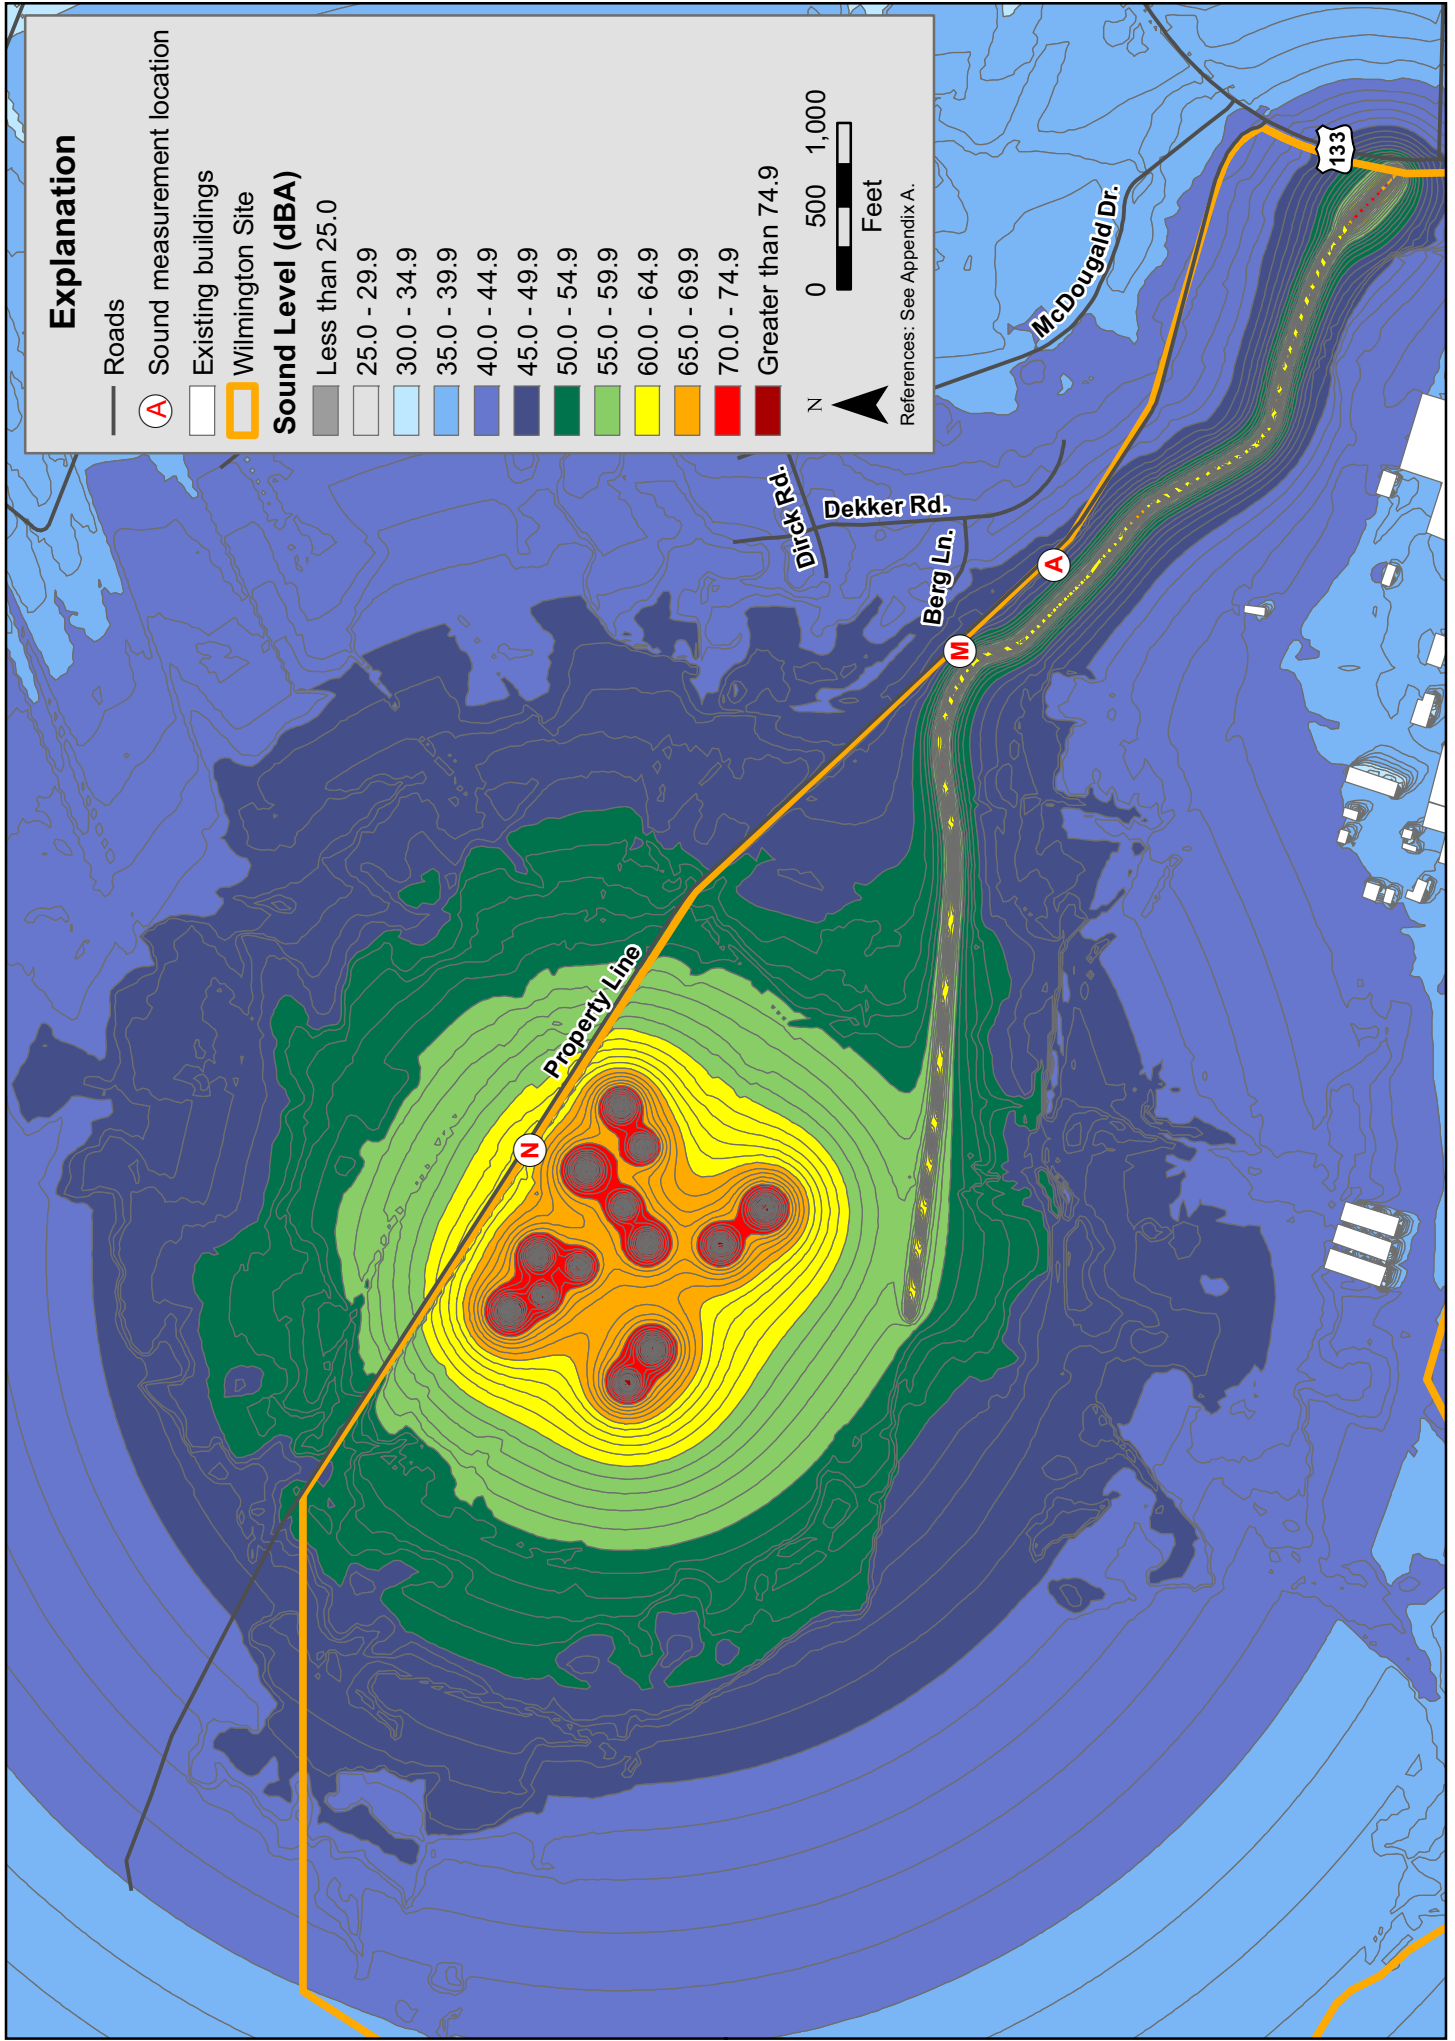 Explanation
Roads
A
Sound measurement location
Existing buildings
Wilmington Site
Sound Level (dBA)
Less than 25.0
25.0 - 29.9
30.0 - 34.9
35.0 - 39.9
40.0 - 44.9
45.0 - 49.9
50.0 - 54.9
55.0 - 59.9
60.0 - 64.9
65.0 - 69.9
70.0 - 74.9
Greater than 74.9
N
0 500 1,000
Feet
References: See Appendix A.
Property Line
N
Dirck Rd.
Dekker Rd.
Berg Ln.
M
A
McDougald Dr.
133